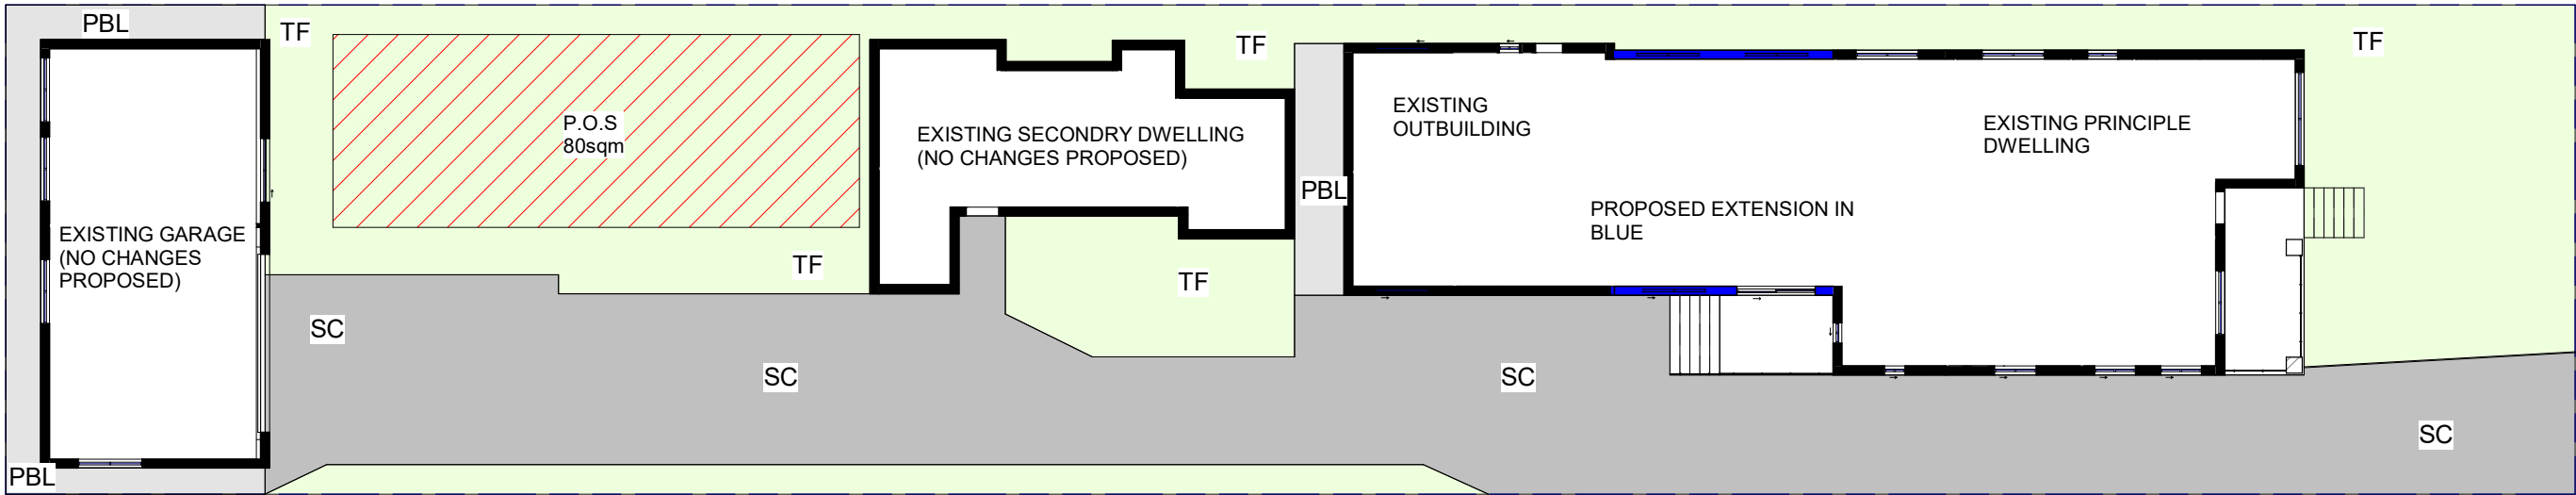 PBL
TF
TF
TF
P.O.S
80sqm
EXISTING SECONDRY DWELLING
(NO CHANGES PROPOSED)
EXISTING
OUTBUILDING
EXISTING PRINCIPLE
DWELLING
PBL
PROPOSED EXTENSION IN
BLUE
EXISTING GARAGE
(NO CHANGES
PROPOSED)
TF
TF
SC
SC
SC
SC
PBL